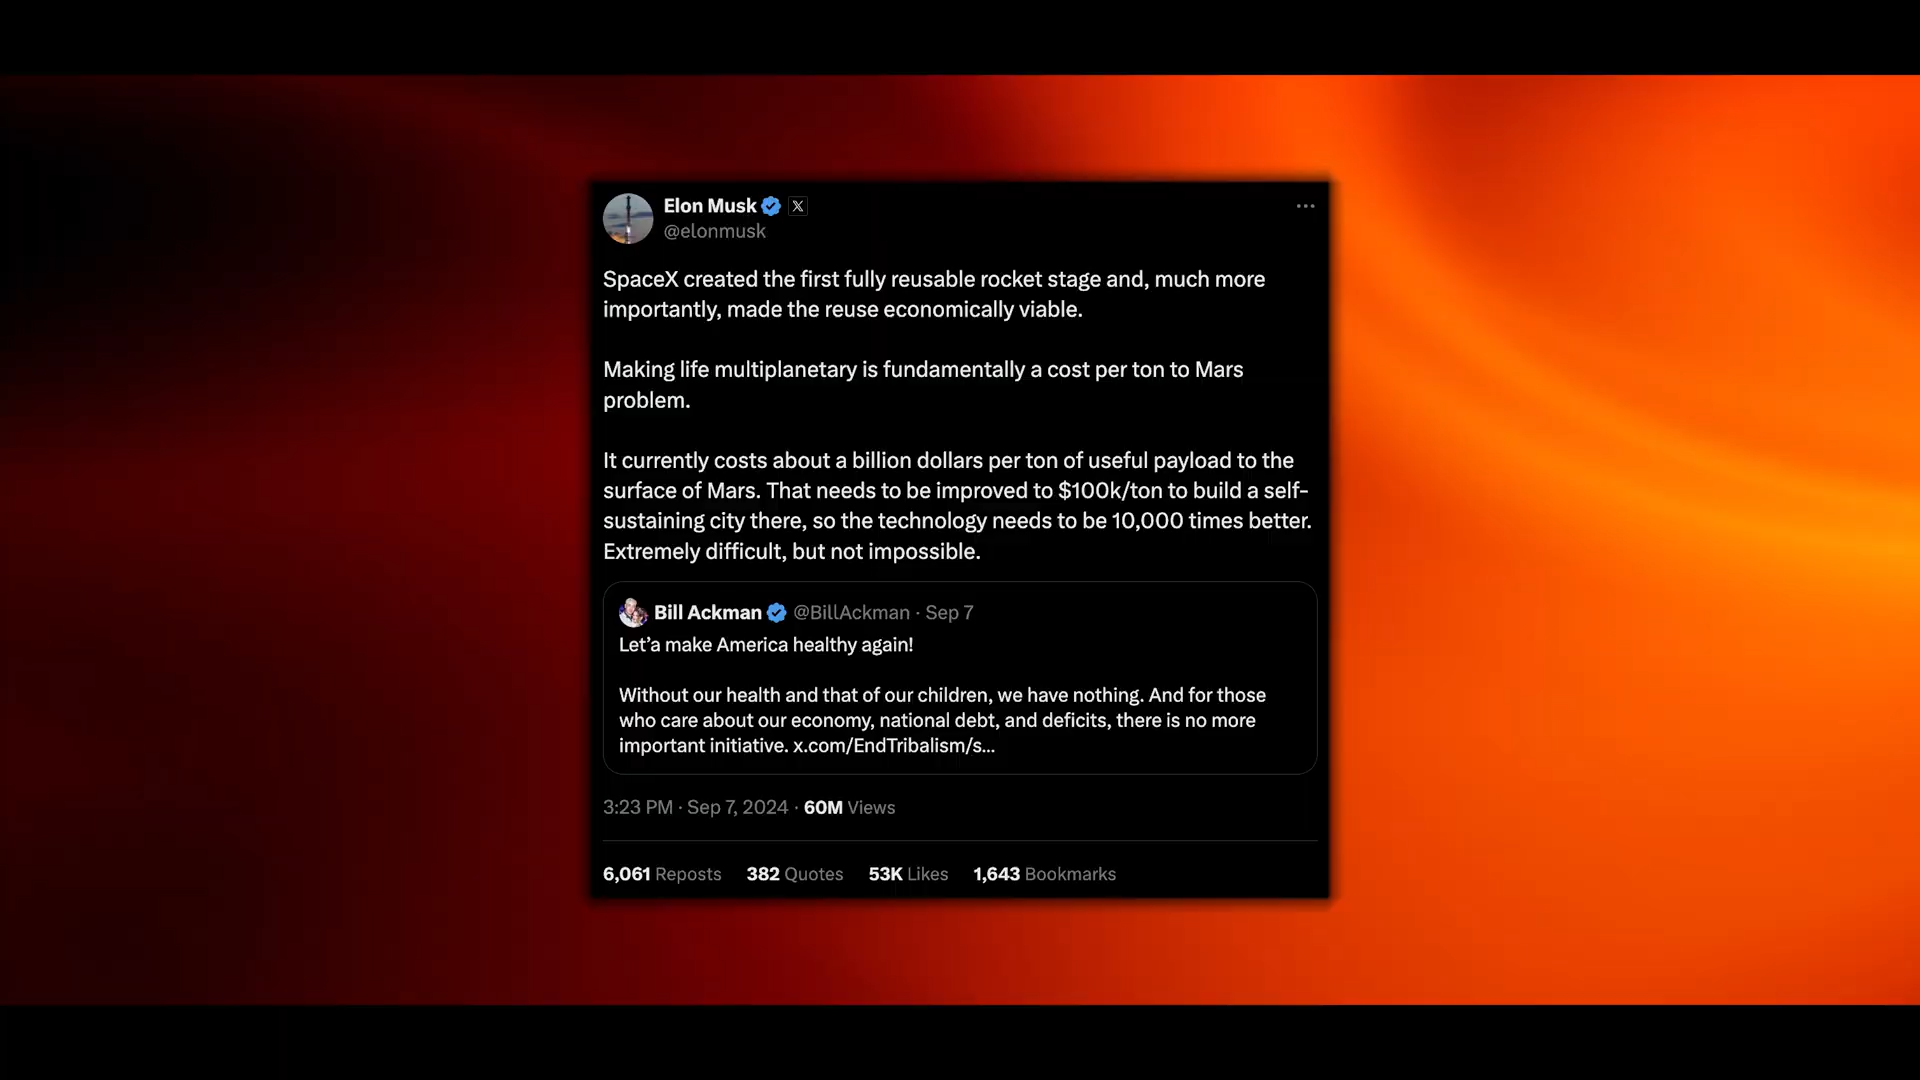 Elon Musk
@elonmusk
SpaceX created the first fully reusable rocket stage and, much more
importantly, made the reuse economically viable.
Making life multiplanetary is fundamentally a cost per ton to Mars
problem.
It currently costs about a billion dollars per ton of useful payload to the
surface of Mars. That needs to be improved to $100k/ton to build a self-
sustaining city there, so the technology needs to be 10,000 times better.
Extremely difficult, but not impossible.
Bill Ackman @BillAckman · Sep 7
Let’a make America healthy again!
Without our health and that of our children, we have nothing. And for those
who care about our economy, national debt, and deficits, there is no more
important initiative. x.com/EndTribalism/s…
3:23 PM · Sep 7, 2024 · 60M Views
6,061 Reposts 382 Quotes 53K Likes 1,643 Bookmarks